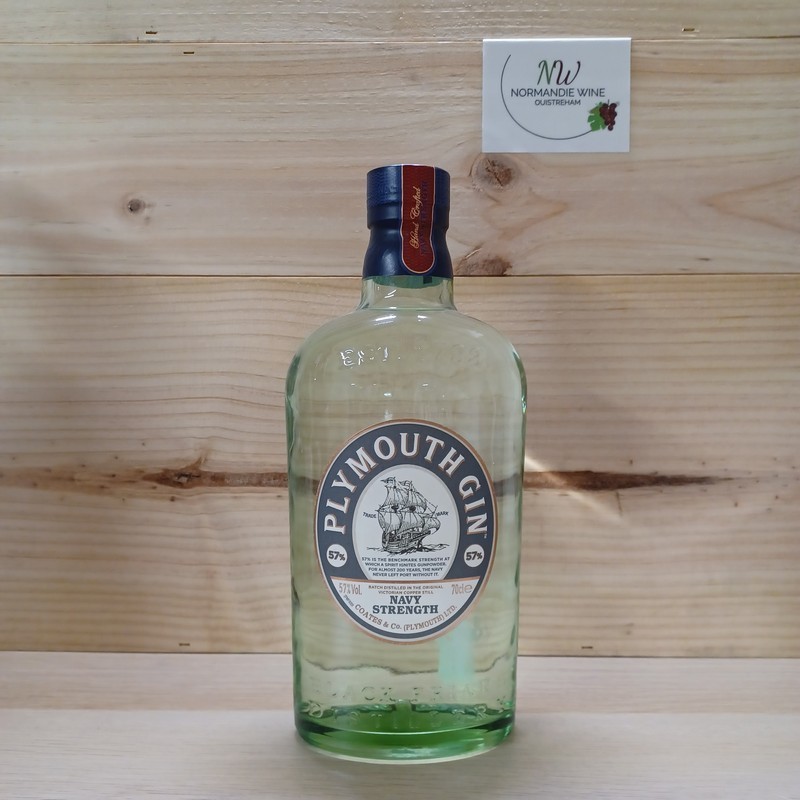 NW
NORMANDIE WINE
OUISTREHAM
Hand Crafted
PLYMOUTH GIN
TRADE MARK
57% 57%
57% IS THE BENCHMARK STRENGTH AT
WHICH A SPIRIT IGNITES GUNPOWDER.
FOR ALMOST 200 YEARS, THE NAVY
NEVER LEFT PORT WITHOUT IT.
BATCH DISTILLED IN THE ORIGINAL
VICTORIAN COPPER STILL
57%Vol. 70cl e
NAVY
STRENGTH
COATES & Co. (PLYMOUTH) LTD.